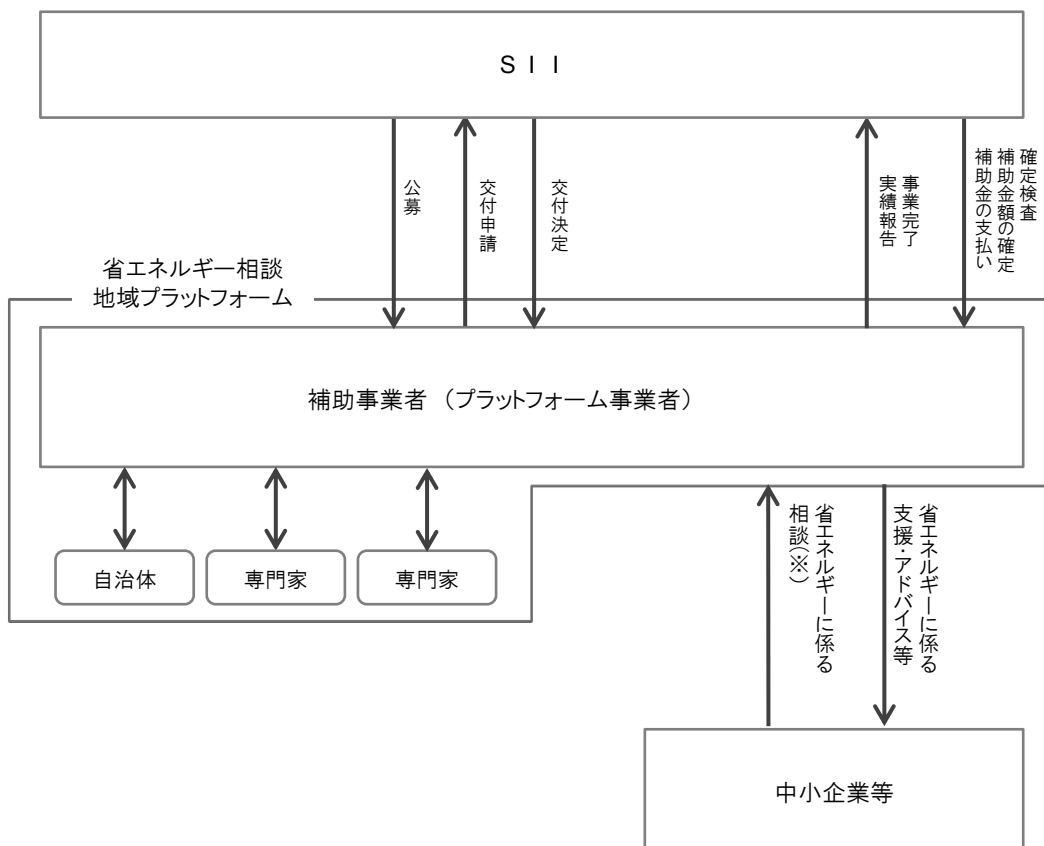 ＳＩＩ
公募
交付申請
交付決定
事業完了
実績報告
確定検査
補助金額の確定
補助金の支払い
省エネルギー相談
地域プラットフォーム
補助事業者　（プラットフォーム事業者）
自治体
専門家
専門家
省エネルギーに係る
相談（※）
省エネルギーに係る
支援・アドバイス等
中小企業等